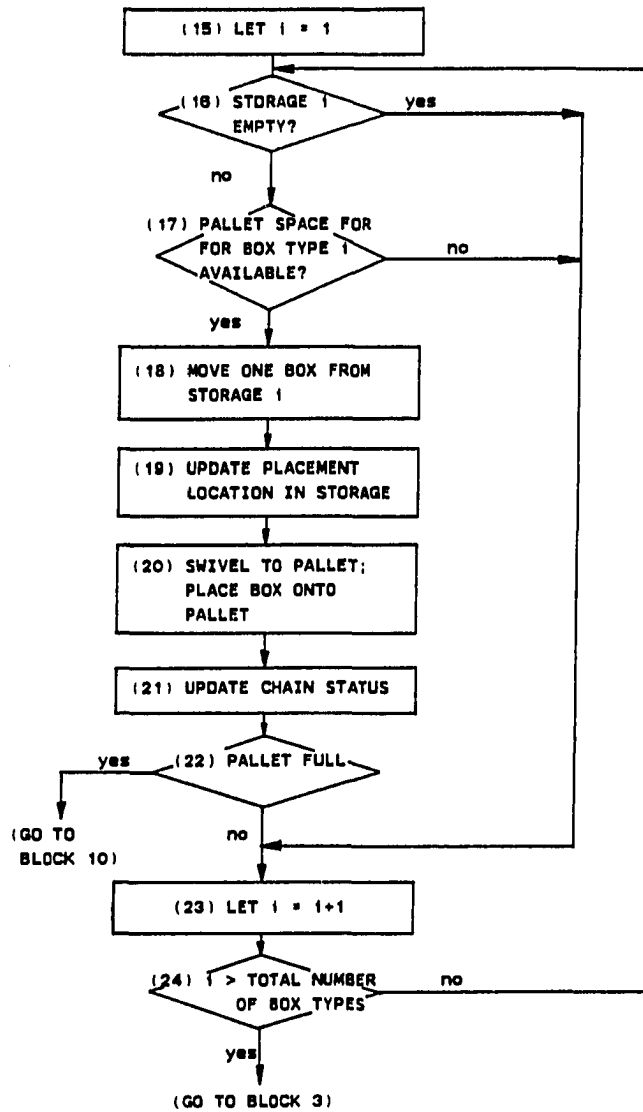 (15) LET i = 1
(16) STORAGE i
EMPTY?
yes
no
(17) PALLET SPACE FOR
FOR BOX TYPE i
AVAILABLE?
no
yes
(18) MOVE ONE BOX FROM
STORAGE i
(19) UPDATE PLACEMENT
LOCATION IN STORAGE
(20) SWIVEL TO PALLET;
PLACE BOX ONTO
PALLET
(21) UPDATE CHAIN STATUS
(22) PALLET FULL
yes
(GO TO
BLOCK 10)
no
(23) LET i = i+1
(24) i > TOTAL NUMBER
OF BOX TYPES
no
yes
(GO TO BLOCK 3)